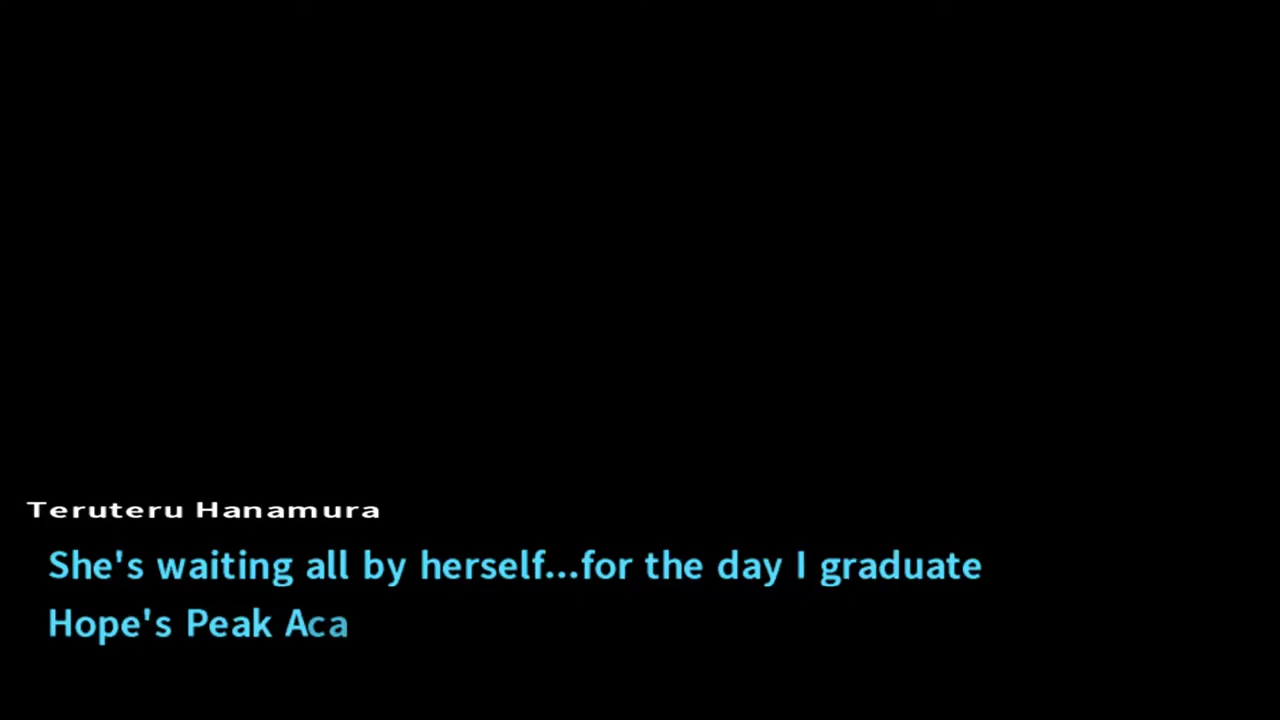 Teruteru Hanamura
She's waiting all by herself...for the day I graduate
Hope's Peak Aca